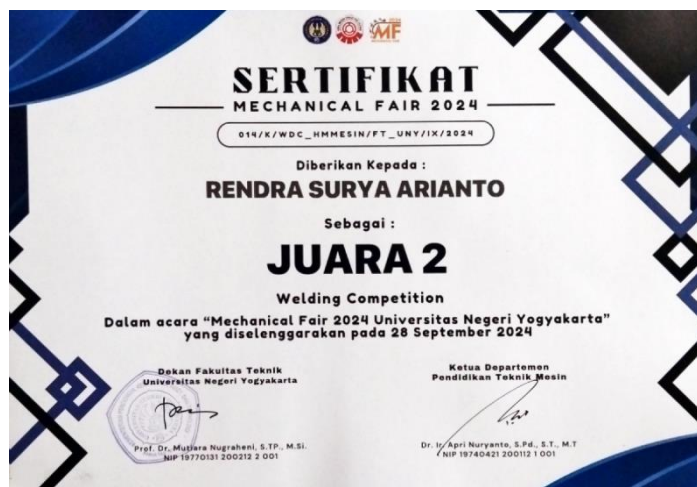 SERTIFIKAT
MECHANICAL FAIR 2024
014/K/WDC_HMMESIN/FT_UNY/IX/2024
Diberikan Kepada :
RENDRA SURYA ARIANTO
Sebagai :
JUARA 2
Welding Competition
Dalam acara “Mechanical Fair 2024 Universitas Negeri Yogyakarta”
yang diselenggarakan pada 28 September 2024
Dekan Fakultas Teknik
Universitas Negeri Yogyakarta
Prof. Dr. Mutiara Nugraheni, S.TP., M.Si.
NIP 19770131 200212 2 001
Ketua Departemen
Pendidikan Teknik Mesin
Dr. Ir. Apri Nuryanto, S.Pd., S.T., M.T
NIP 19740421 200112 1 001